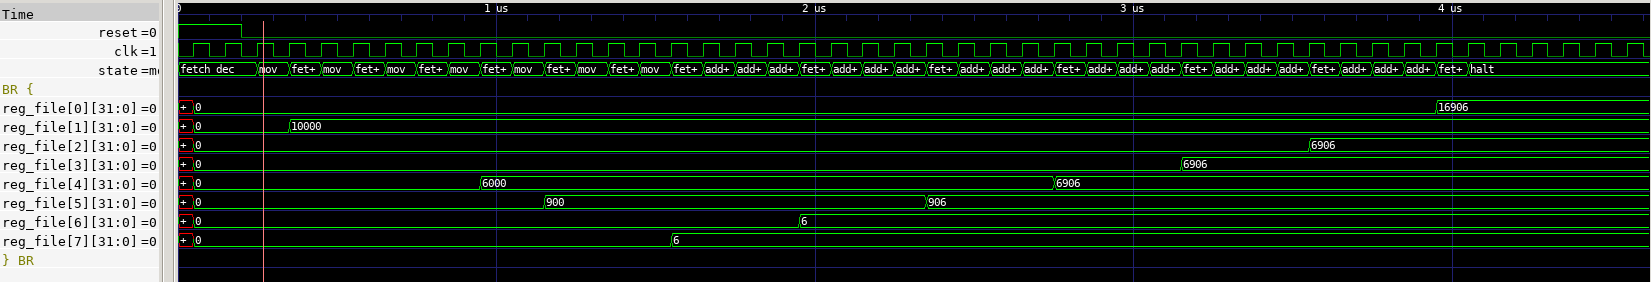 Time 0 1 us 2 us 3 us 4 us
reset=0
clk=1
state=m fetch dec mov fet+ mov fet+ mov fet+ mov fet+ mov fet+ mov fet+ mov fet+ add+ add+ add+ fet+ add+ add+ add+ fet+ add+ add+ add+ fet+ add+ add+ add+ fet+ add+ add+ add+ fet+ add+ add+ add+ fet+ halt
BR {
reg_file[0][31:0]=0 + 0 16906
reg_file[1][31:0]=0 + 0 10000
reg_file[2][31:0]=0 + 0 6906
reg_file[3][31:0]=0 + 0 6906
reg_file[4][31:0]=0 + 0 6000 6906
reg_file[5][31:0]=0 + 0 900 906
reg_file[6][31:0]=0 + 0 6
reg_file[7][31:0]=0 + 0 6
} BR